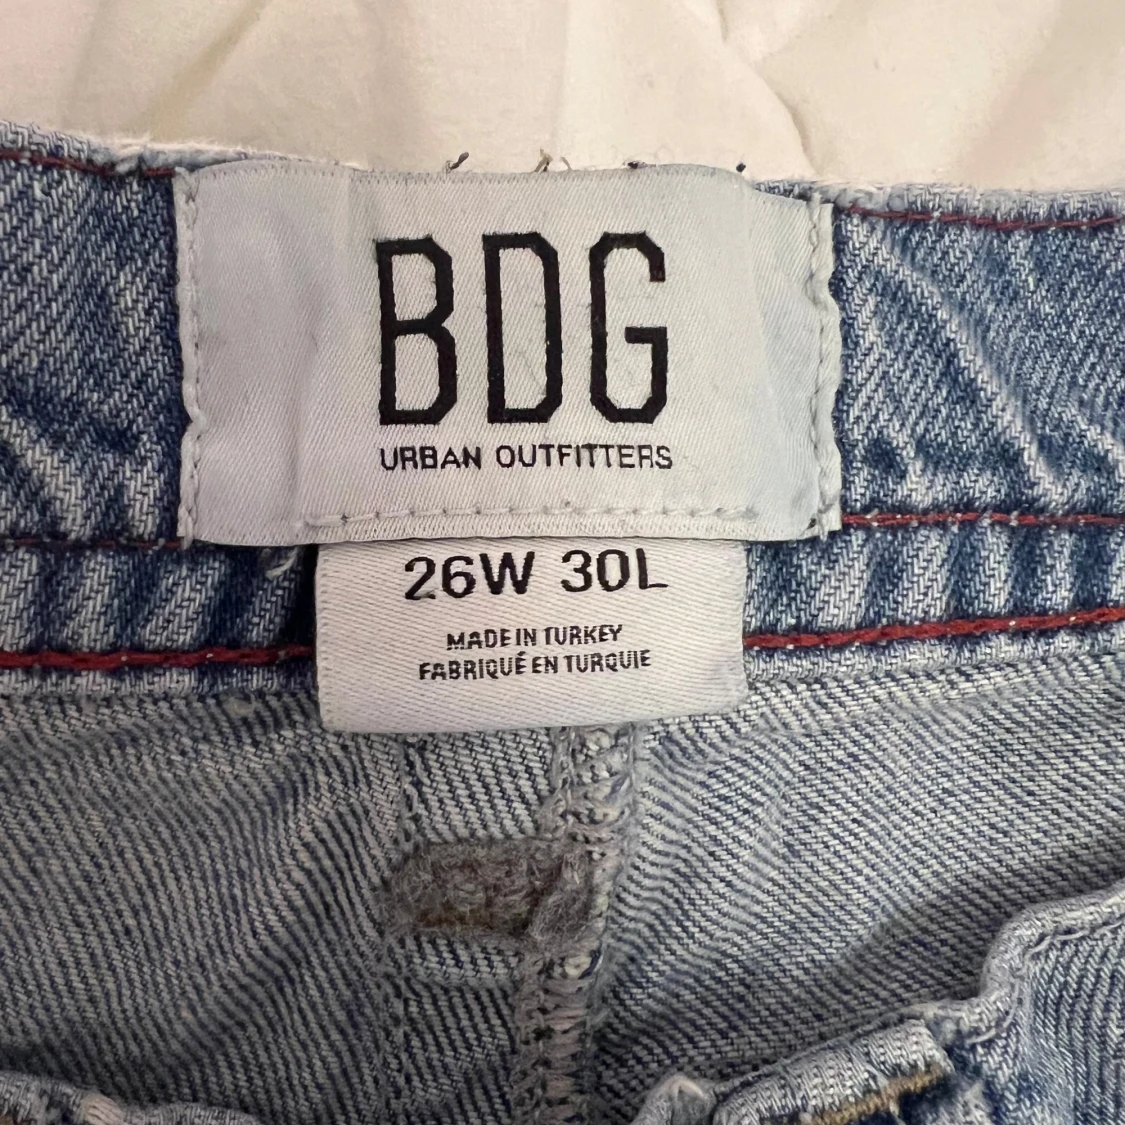 BDG
URBAN OUTFITTERS
26W 30L
MADE IN TURKEY
FABRIQUÉ EN TURQUIE